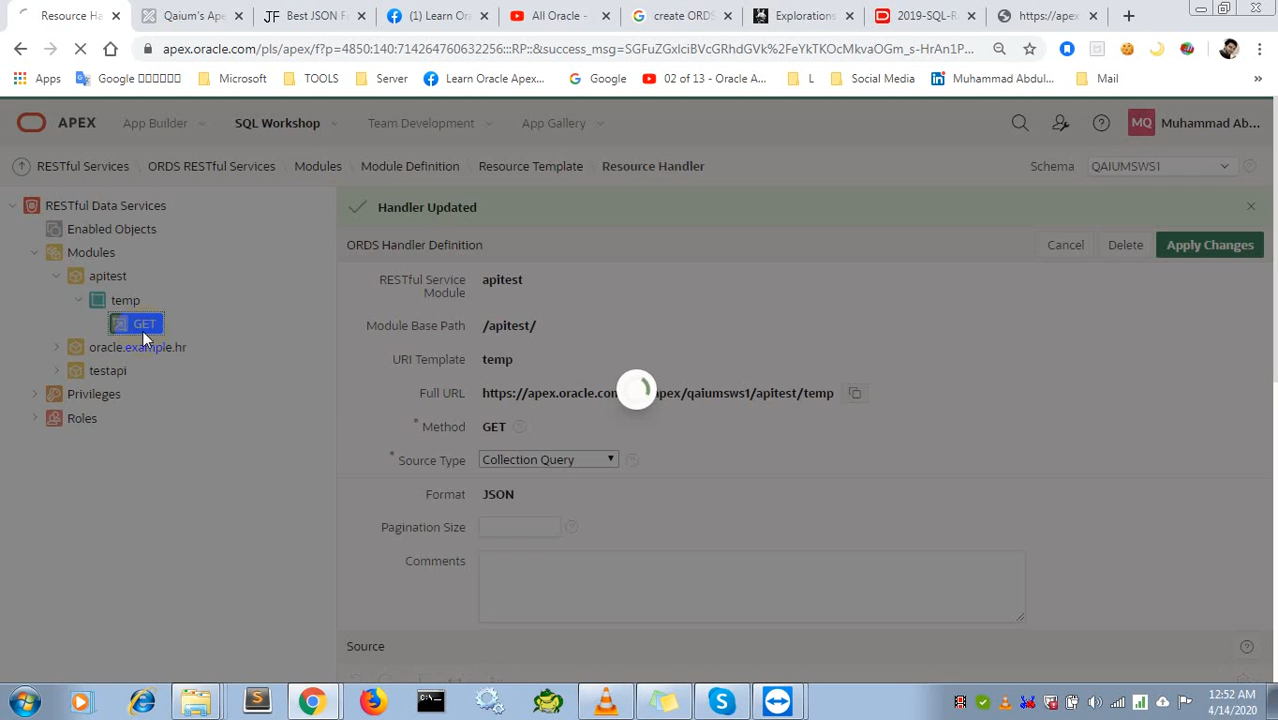 Resource Ha
Qaium's Ape
Best JSON F
(1) Learn Or
All Oracle -
create ORDS
Explorations
2019-SQL-R
https://apex
apex.oracle.com/pls/apex/f?p=4850:140:714264760632256:::RP::&success_msg=SGFuZGxlciBVcGRhdGVk%2FeYkTKOcMkvaOGm_s-HrAn1P...
Apps
Google
Microsoft
TOOLS
Server
Learn Oracle Apex...
Google
02 of 13 - Oracle A...
L
Social Media
Muhammad Abdul...
Mail
»
APEX
App Builder
SQL Workshop
Team Development
App Gallery
MQ
Muhammad Ab...
RESTful Services
ORDS RESTful Services
Modules
Module Definition
Resource Template
Resource Handler
Schema
QAIUMSWS1
RESTful Data Services
Enabled Objects
Modules
apitest
temp
GET
oracle.example.hr
testapi
Privileges
Roles
Handler Updated
ORDS Handler Definition
Cancel
Delete
Apply Changes
RESTful Service Module
apitest
Module Base Path
/apitest/
URI Template
temp
Full URL
https://apex.oracle.com apex/qaiumsws1/apitest/temp
* Method
GET
* Source Type
Collection Query
Format
JSON
Pagination Size
Comments
Source
12:52 AM
4/14/2020